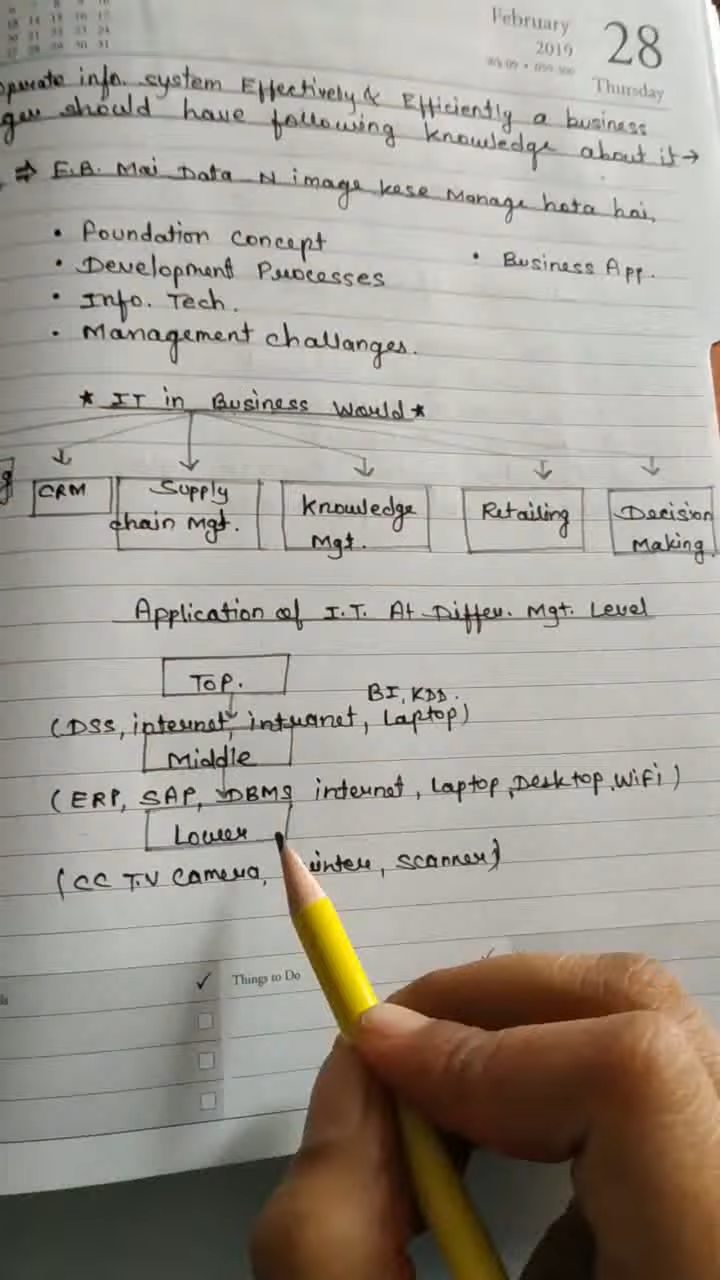 February 28
2019
Thursday
operate info. system Effectively & Efficiently a business
ger should have following knowledge about it →
⇒ E.B. Mai Data N image kese Manage hota hai.
• Foundation concept
• Business App.
• Development Processes
• Info. Tech.
• Management challanges.
* IT in Business World *
CRM
Supply chain Mgt.
Knowledge Mgt.
Retailing
Decision Making
Application of I.T. At Differ. Mgt. Level
Top.
BI, KDD.
(DSS, internet, intranet, Laptop)
Middle
(ERP, SAP, DBMS internet, Laptop, Desktop, WiFi)
Lower
(CC T.V Camera, inter, scanner)
✓ Things to Do